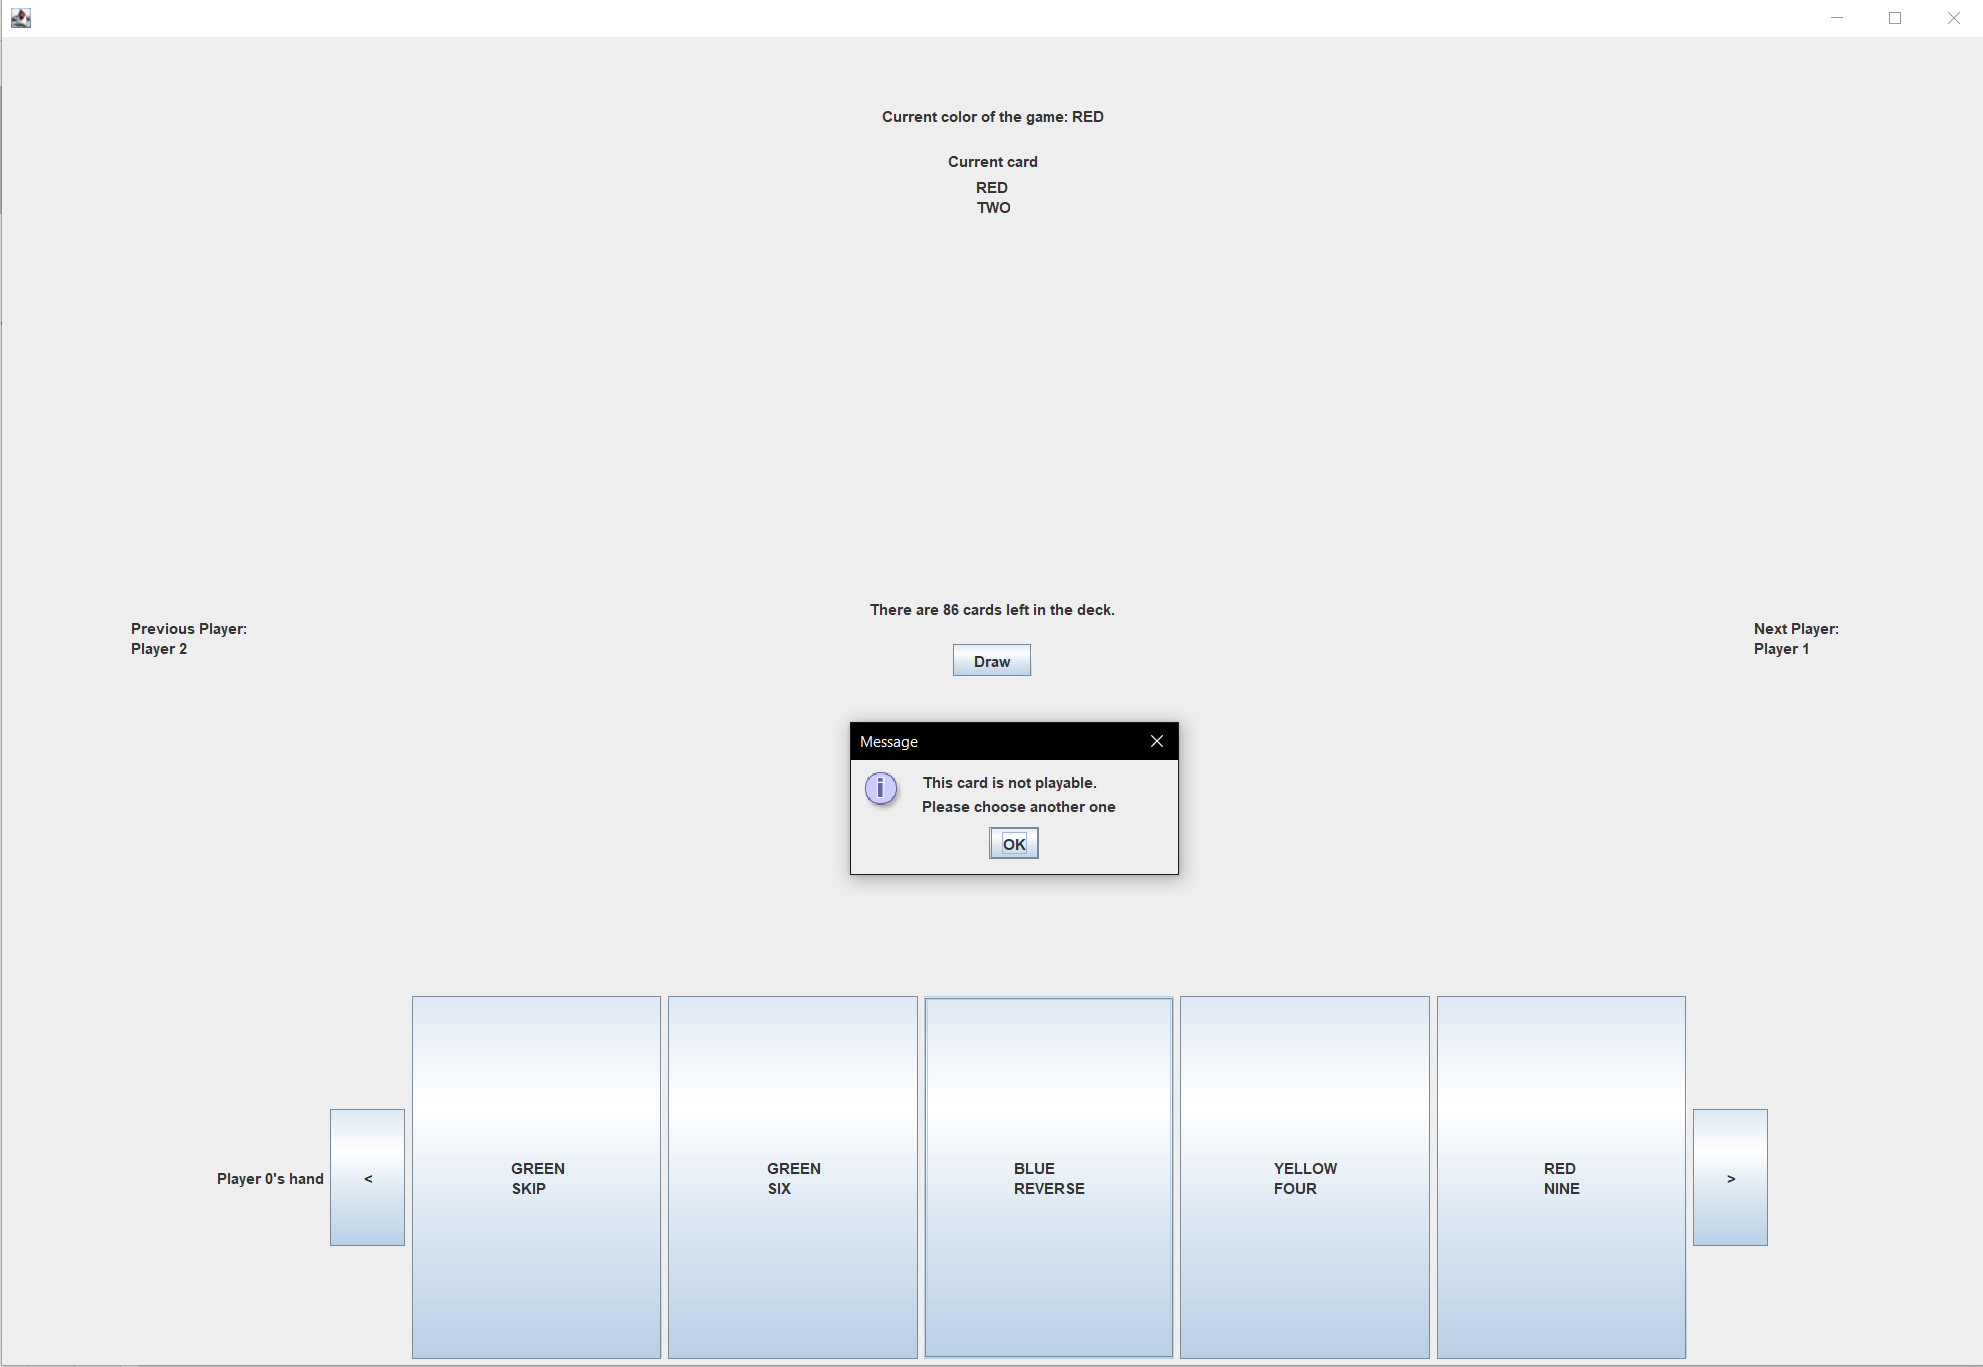 Current color of the game: RED
Current card
RED
TWO
There are 86 cards left in the deck.
Previous Player:
Player 2
Next Player:
Player 1
Draw
Message
This card is not playable.
Please choose another one
OK
Player 0's hand
<
GREEN
SKIP
GREEN
SIX
BLUE
REVERSE
YELLOW
FOUR
RED
NINE
>